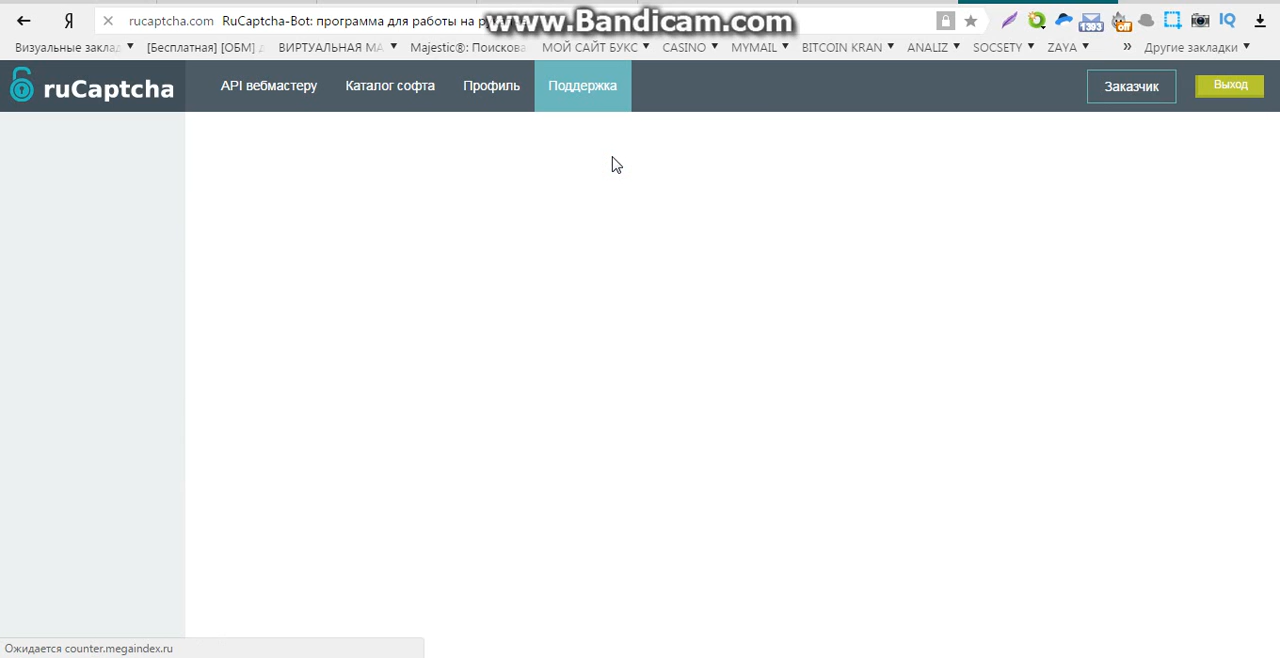 www.Bandicam.com
Я rucaptcha.com RuCaptcha-Bot: программа для работы на
Визуальные заклад [Бесплатная] [ОБМ] ВИРТУАЛЬНАЯ МА Majestic®: Поискова МОЙ САЙТ БУКС CASINO MYMAIL BITCOIN KRAN ANALIZ SOCSETY ZAYA » Другие закладки
ruCaptcha API вебмастеру Каталог софта Профиль Поддержка Заказчик Выход
Ожидается counter.megaindex.ru